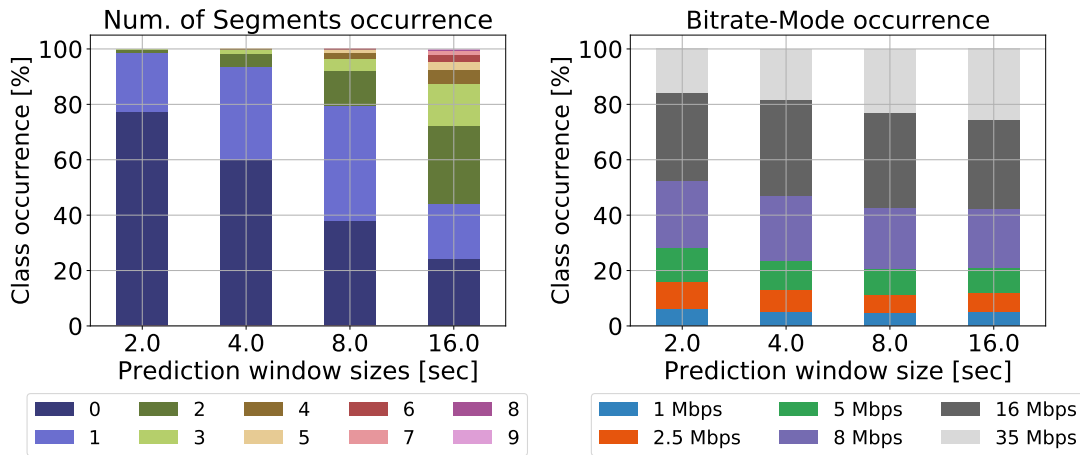 Num. of Segments occurrence
Class occurrence [%]
100
80
60
40
20
0
2.0 4.0 8.0 16.0
Prediction window sizes [sec]
0 2 4 6 8
1 3 5 7 9
Bitrate-Mode occurrence
Class occurrence [%]
100
80
60
40
20
0
2.0 4.0 8.0 16.0
Prediction window size [sec]
1 Mbps 5 Mbps 16 Mbps
2.5 Mbps 8 Mbps 35 Mbps